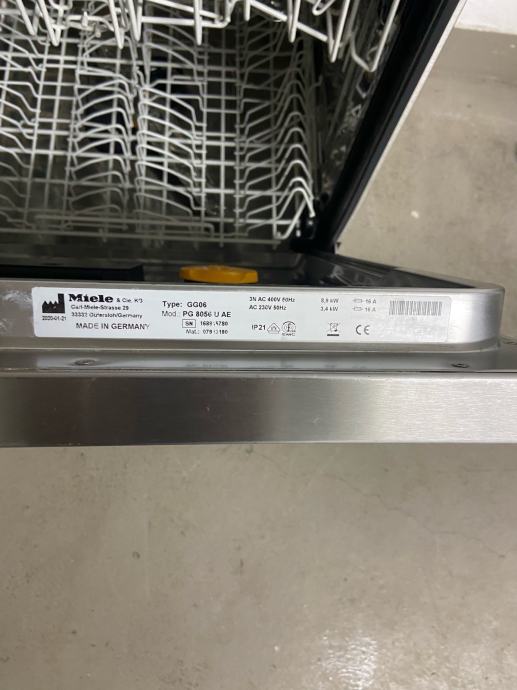 Miele & Cie. KG
Carl-Miele-Strasse 29
33332 Gütersloh/Germany
2020-01-21
MADE IN GERMANY
Type: GG06
Mod.: PG 8056 U AE
SN
Mat.:
3N AC 400V 50Hz 8,9 kW 16 A
AC 230V 50Hz 3,4 kW 16 A
IP21
CE